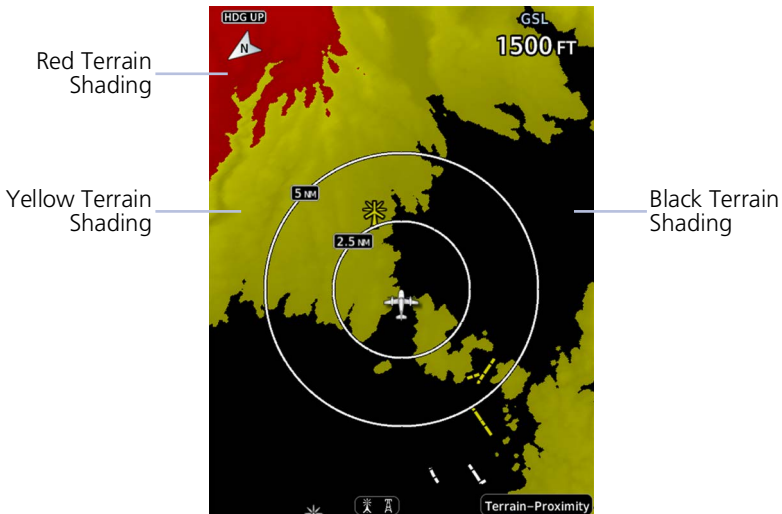 HDG UP
N
GSL
1500 FT
Red Terrain
Shading
5 NM
Yellow Terrain
Shading
Black Terrain
Shading
2.5 NM
Terrain–Proximity